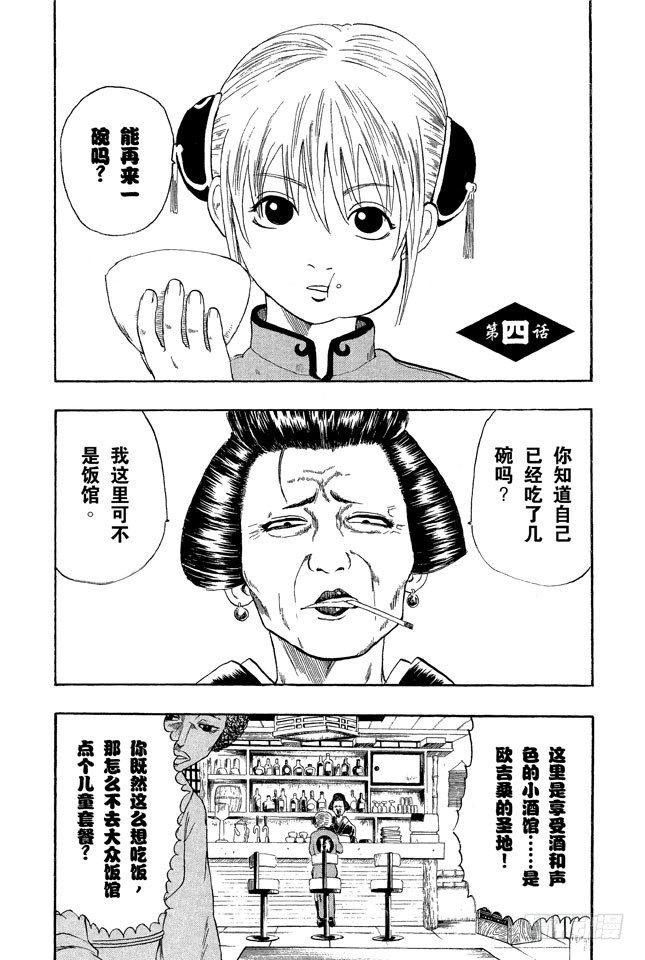 能再来一
碗吗？
第四话
你知道自己
已经吃了几
碗吗？
我这里可不
是饭馆。
这里是享受酒和声
色的小酒馆……是
欧吉桑的圣地！
你既然这么想吃饭，
那怎么不去大众饭馆
点个儿童套餐？